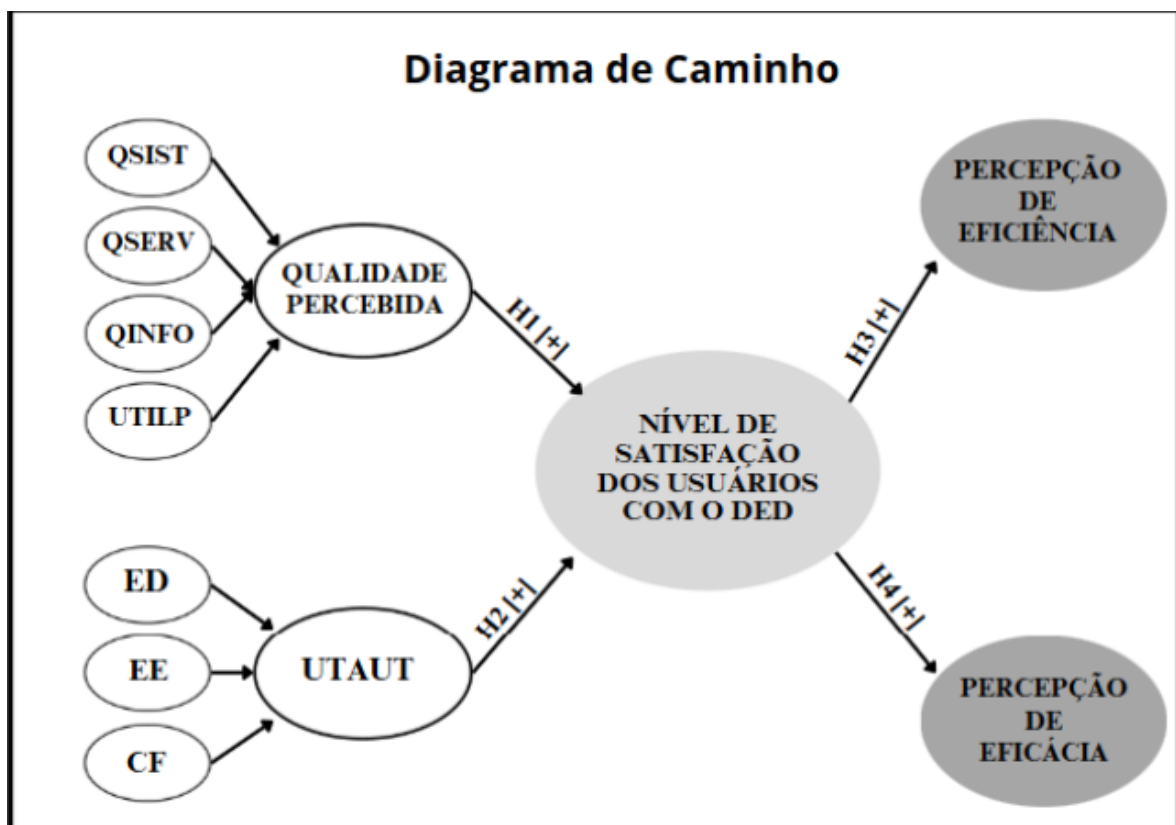 Diagrama de Caminho
QSIST
QSERV
QINFO
UTILP
QUALIDADE
PERCEBIDA
H1 |+|
ED
EE
CF
UTAUT
H2 |+|
NÍVEL DE
SATISFAÇÃO
DOS USUÁRIOS
COM O DED
H3 |+|
PERCEPÇÃO
DE
EFICIÊNCIA
H4 |+|
PERCEPÇÃO
DE
EFICÁCIA